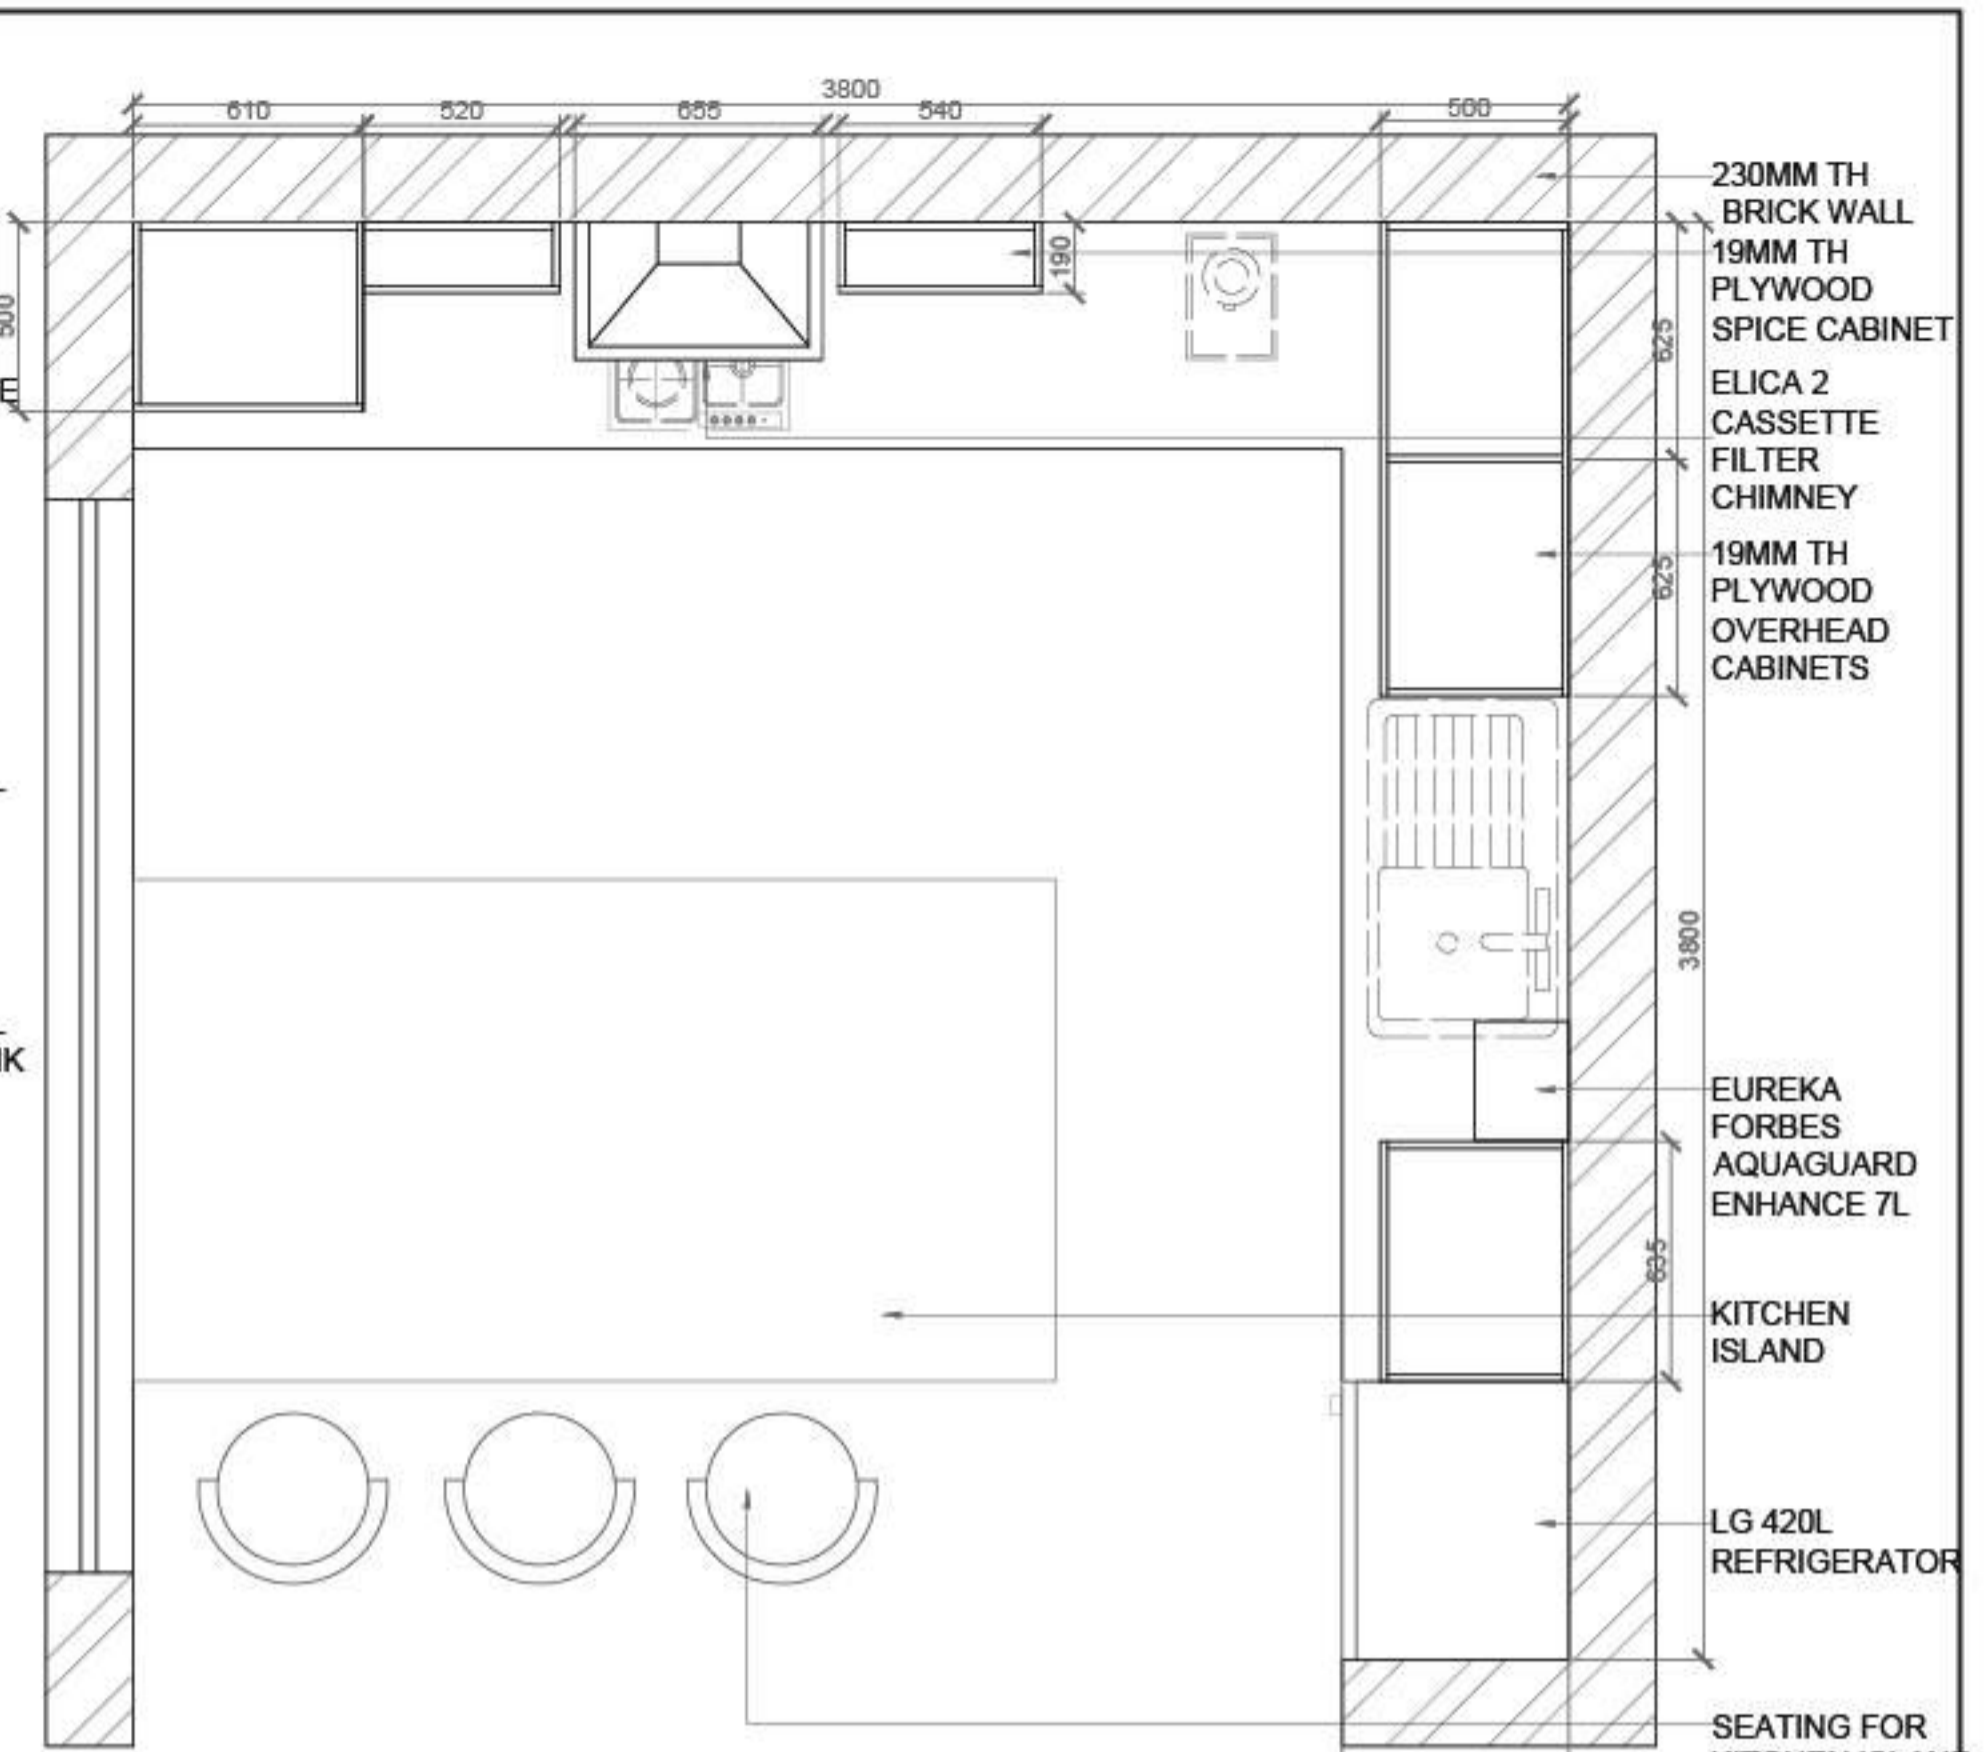 3800
610
520
655
540
500
230MM TH
BRICK WALL
190
19MM TH
PLYWOOD
SPICE CABINET
500
625
E
ELICA 2
CASSETTE
FILTER
CHIMNEY
19MM TH
PLYWOOD
OVERHEAD
CABINETS
625
3800
IK
EUREKA
FORBES
AQUAGUARD
ENHANCE 7L
635
KITCHEN
ISLAND
LG 420L
REFRIGERATOR
SEATING FOR